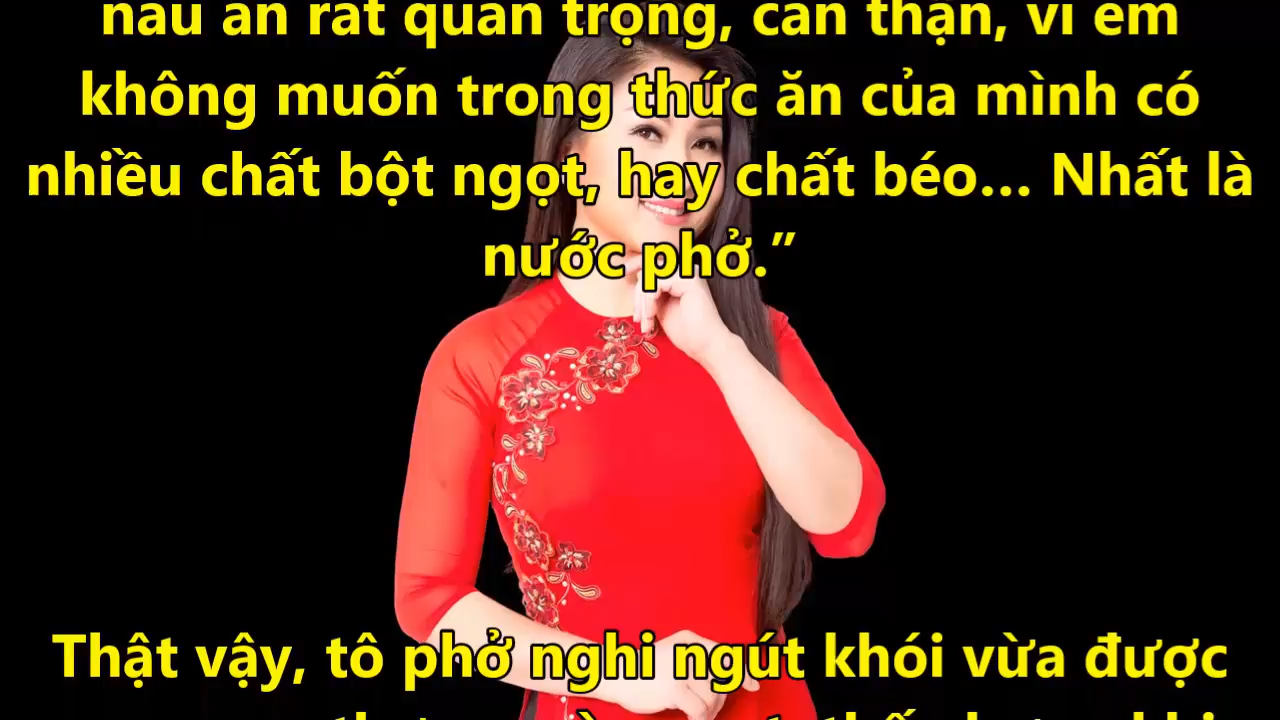 nấu ăn rất quan trọng, cẩn thận, vì em
không muốn trong thức ăn của mình có
nhiều chất bột ngọt, hay chất béo… Nhất là
nước phở.”
Thật vậy, tô phở nghi ngút khói vừa được